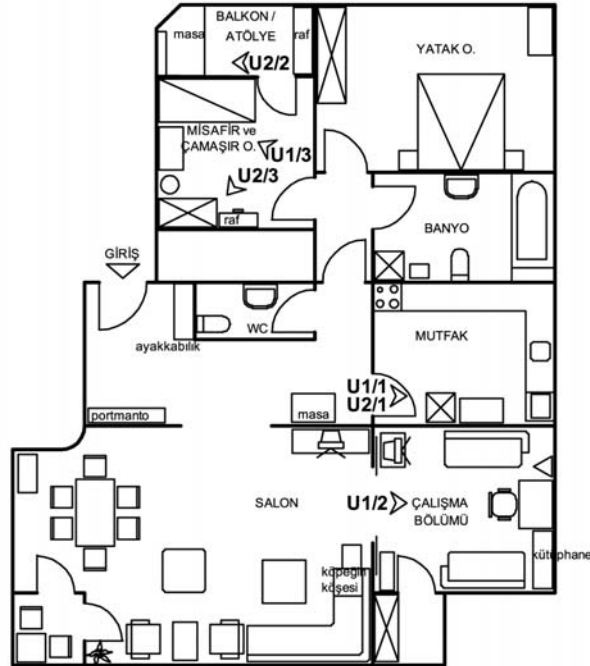 BALKON /
ATÖLYE
masa
raf
U2/2
YATAK O.
MİSAFİR ve
ÇAMAŞIR O.
U1/3
U2/3
raf
BANYO
GİRİŞ
WC
ayakkabılık
MUTFAK
U1/1
U2/1
portmanto
masa
SALON
U1/2
ÇALIŞMA
BÖLÜMÜ
kütüphane
köpeğin
köşesi